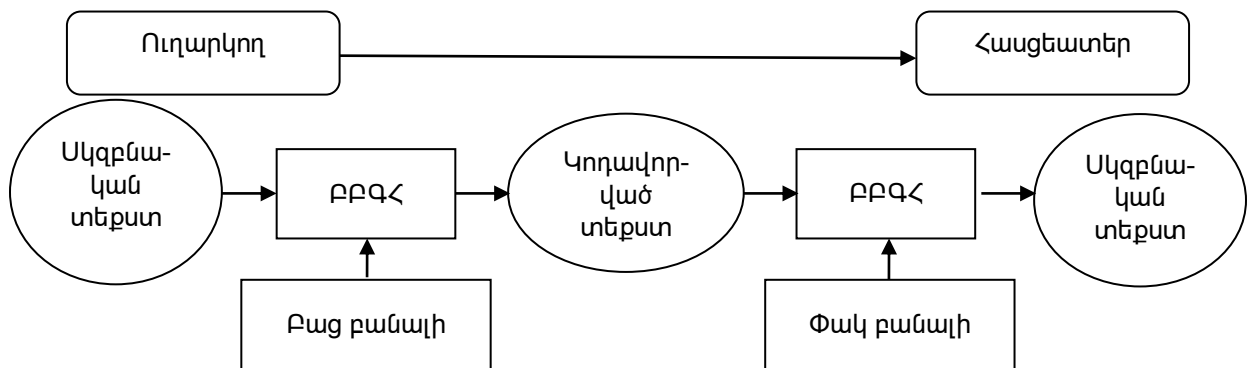 Ուղարկող
Հասցեատեր
Սկզբնա-
կան
տեքստ
ԲԲԳՀ
Կոդավոր-
ված
տեքստ
ԲԲԳՀ
Սկզբնա-
կան
տեքստ
Բաց բանալի
Փակ բանալի